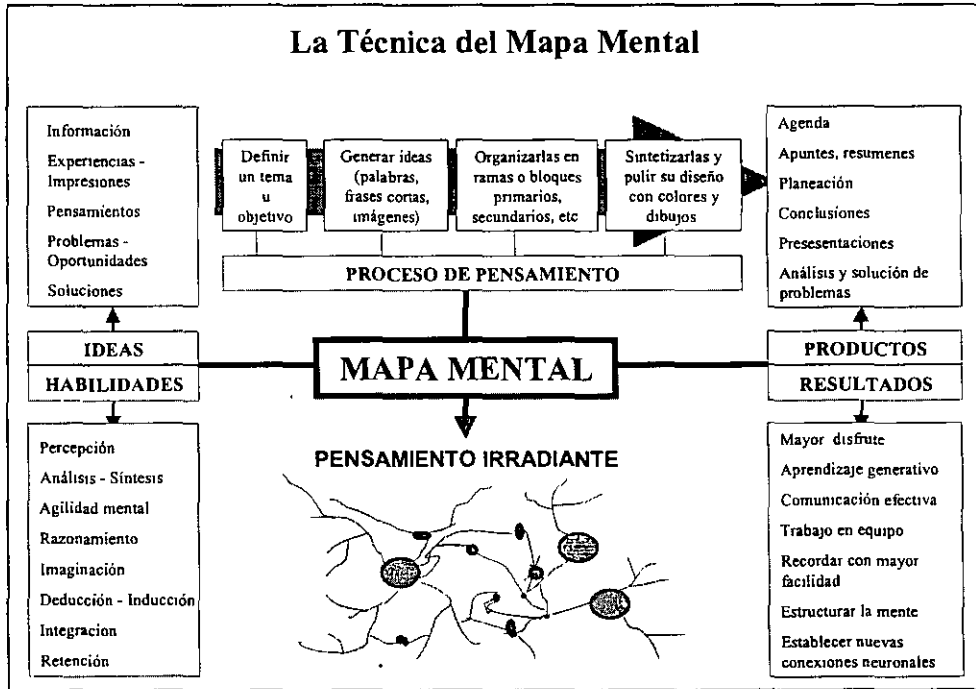 La Técnica del Mapa Mental
Información
Experiencias -
Impresiones
Pensamientos
Problemas -
Oportunidades
Soluciones
Definir
un tema
u
objetivo
Generar ideas
(palabras,
frases cortas,
imágenes)
Organizarlas en
ramas o bloques
primarios,
secundarios, etc
Sintetizarlas y
pulir su diseño
con colores y
dibujos
PROCESO DE PENSAMIENTO
Agenda
Apuntes, resumenes
Planeación
Conclusiones
Presesentaciones
Análisis y solución de
problemas
IDEAS
HABILIDADES
MAPA MENTAL
PRODUCTOS
RESULTADOS
PENSAMIENTO IRRADIANTE
Percepción
Análisis - Síntesis
Agilidad mental
Razonamiento
Imaginación
Deducción - Inducción
Integracion
Retención
Mayor disfrute
Aprendizaje generativo
Comunicación efectiva
Trabajo en equipo
Recordar con mayor
facilidad
Estructurar la mente
Establecer nuevas
conexiones neuronales